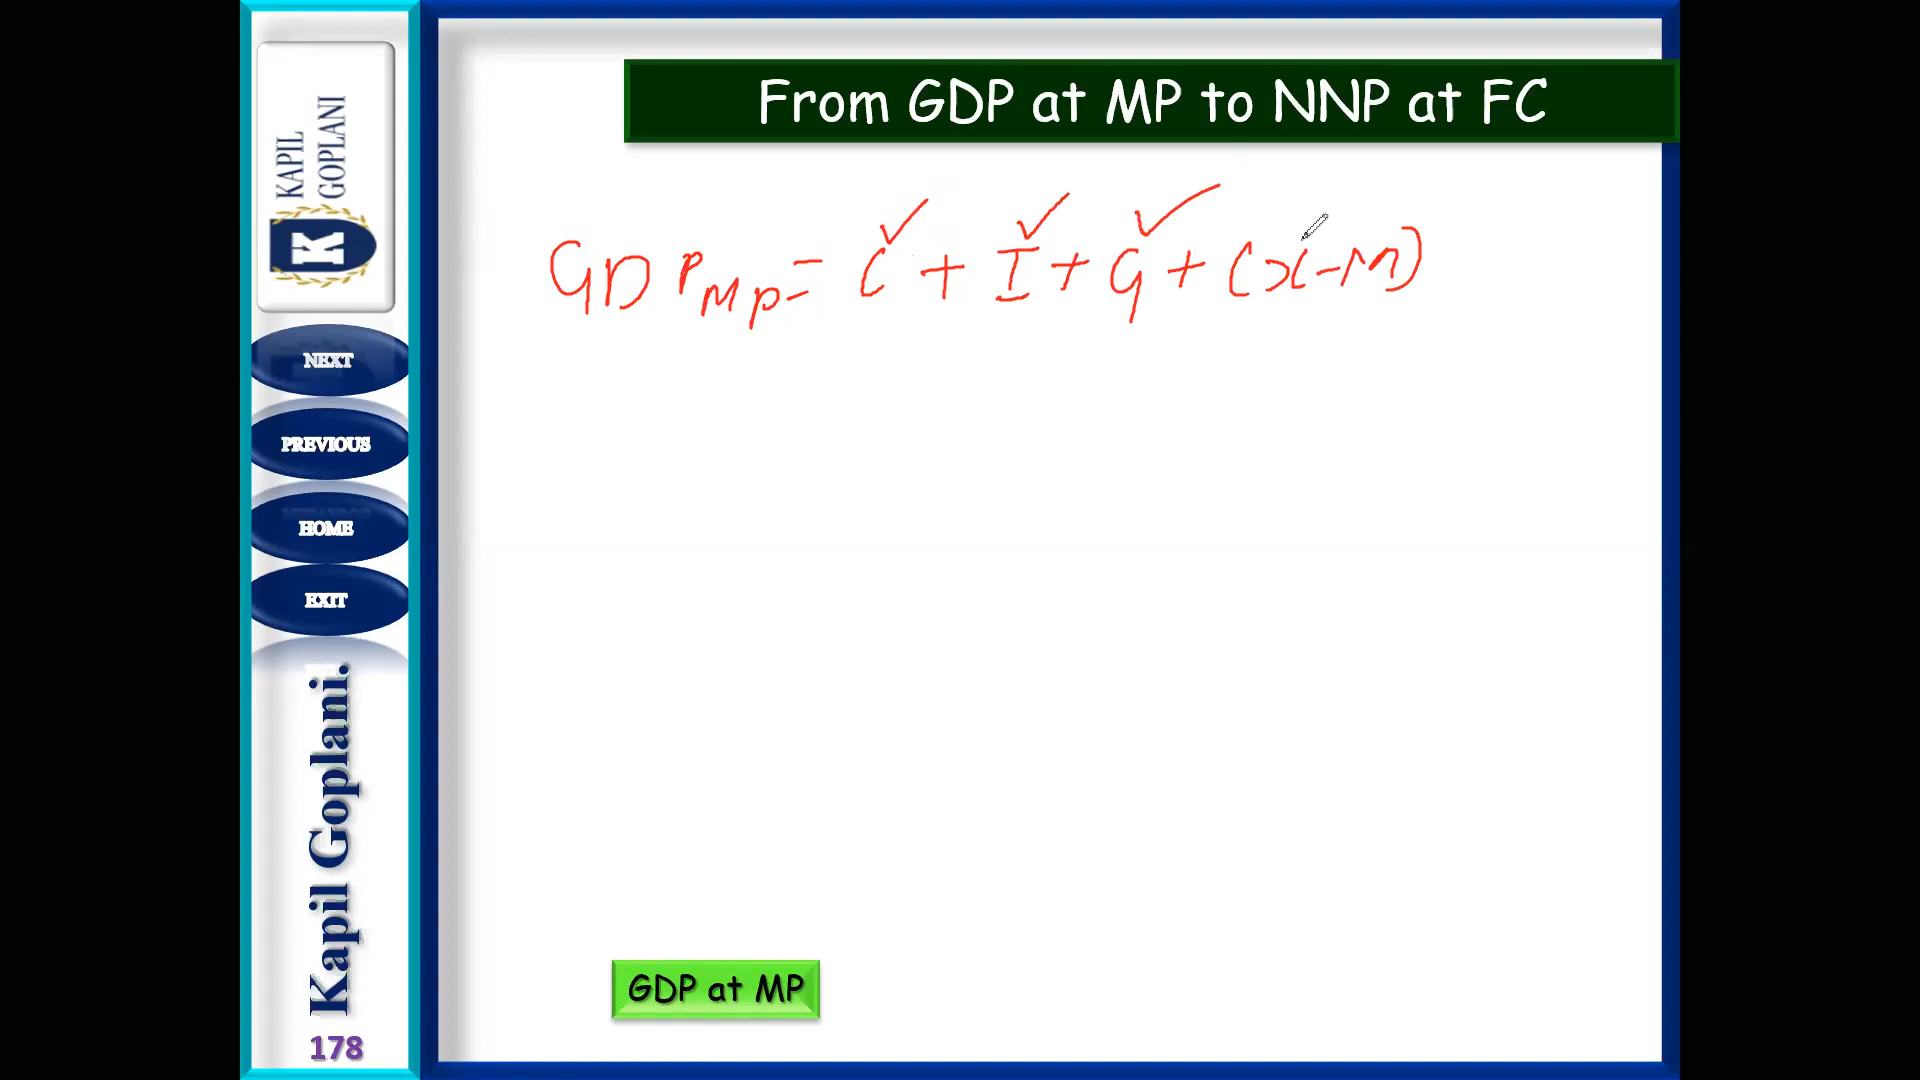 From GDP at MP to NNP at FC
KAPIL
GOPLANI
K
GDP MP = C + I + G + (X-M)
NEXT
PREVIOUS
HOME
EXIT
Kapil Goplani.
GDP at MP
178